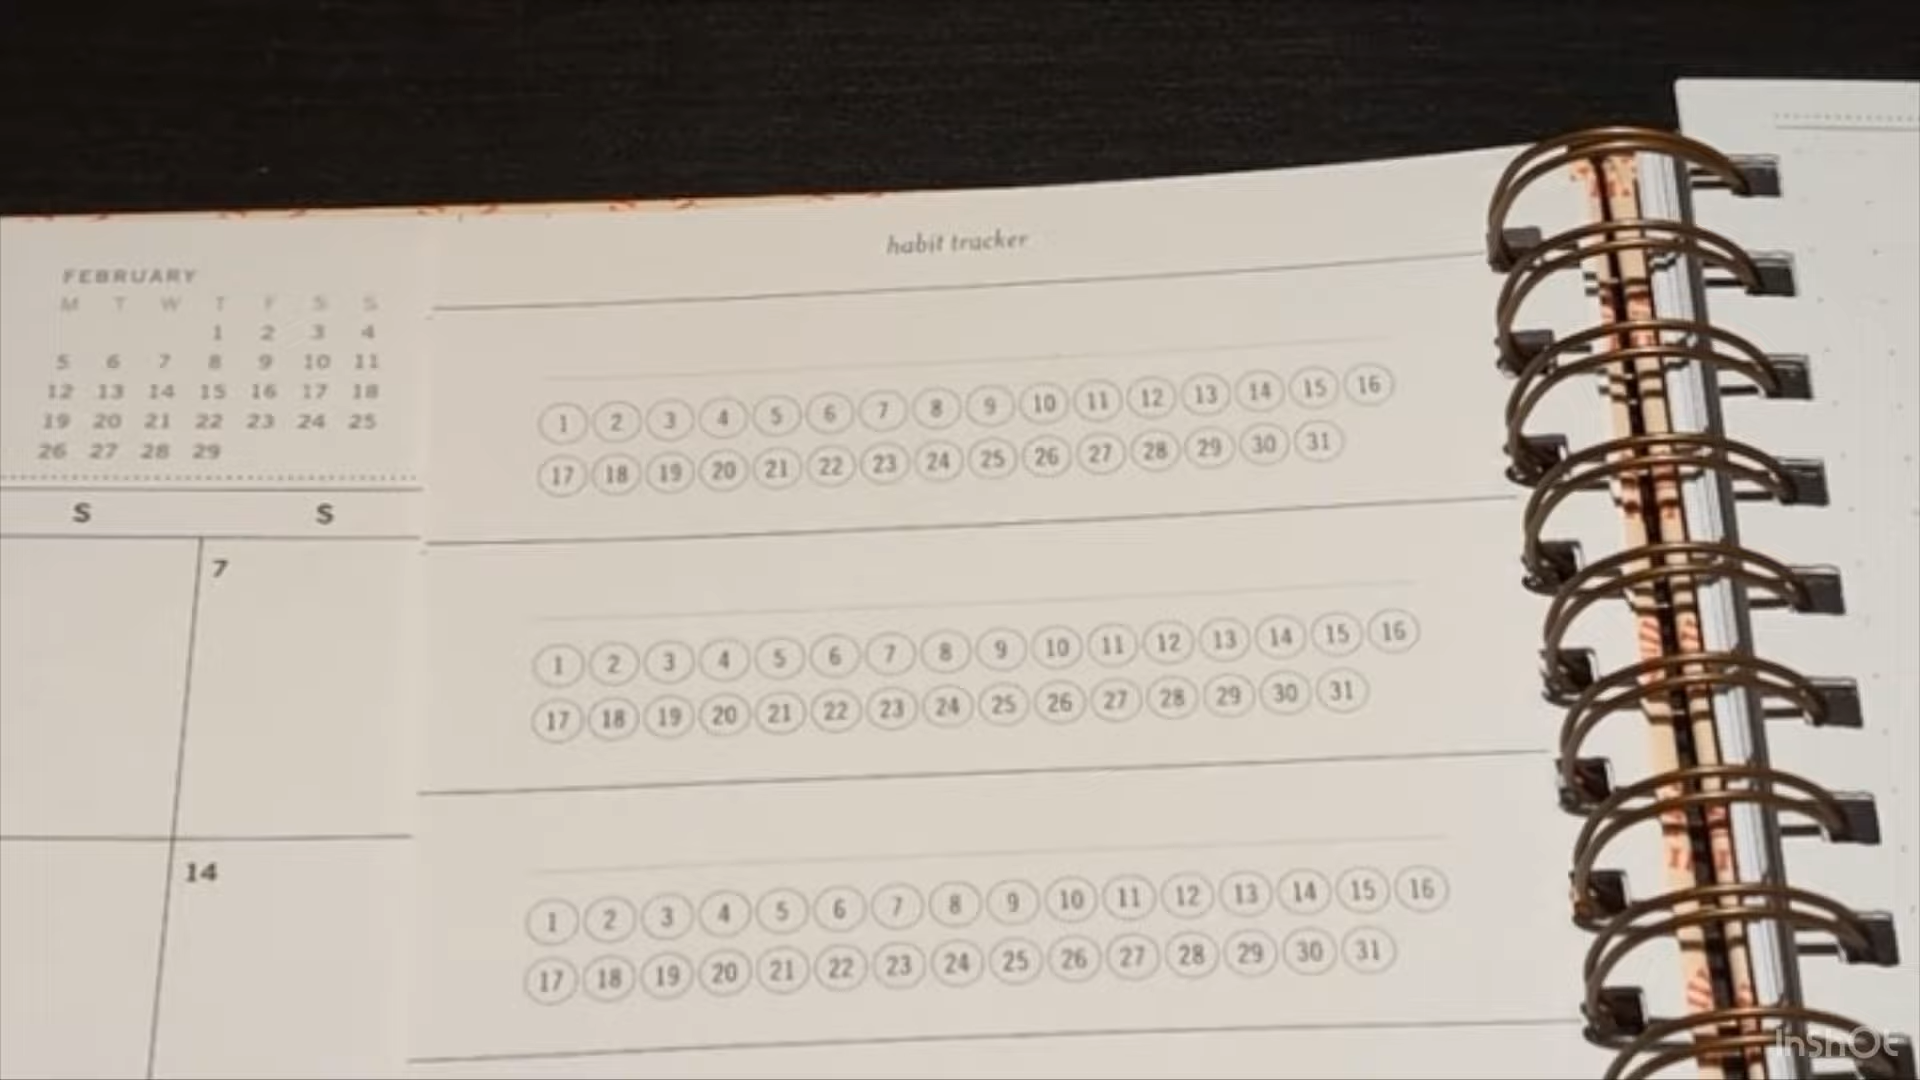 habit tracker
FEBRUARY
M T W T F S S
1 2 3 4
5 6 7 8 9 10 11
12 13 14 15 16 17 18
19 20 21 22 23 24 25
26 27 28 29
S S
7
14
1 2 3 4 5 6 7 8 9 10 11 12 13 14 15 16
17 18 19 20 21 22 23 24 25 26 27 28 29 30 31
1 2 3 4 5 6 7 8 9 10 11 12 13 14 15 16
17 18 19 20 21 22 23 24 25 26 27 28 29 30 31
1 2 3 4 5 6 7 8 9 10 11 12 13 14 15 16
17 18 19 20 21 22 23 24 25 26 27 28 29 30 31
InShOt